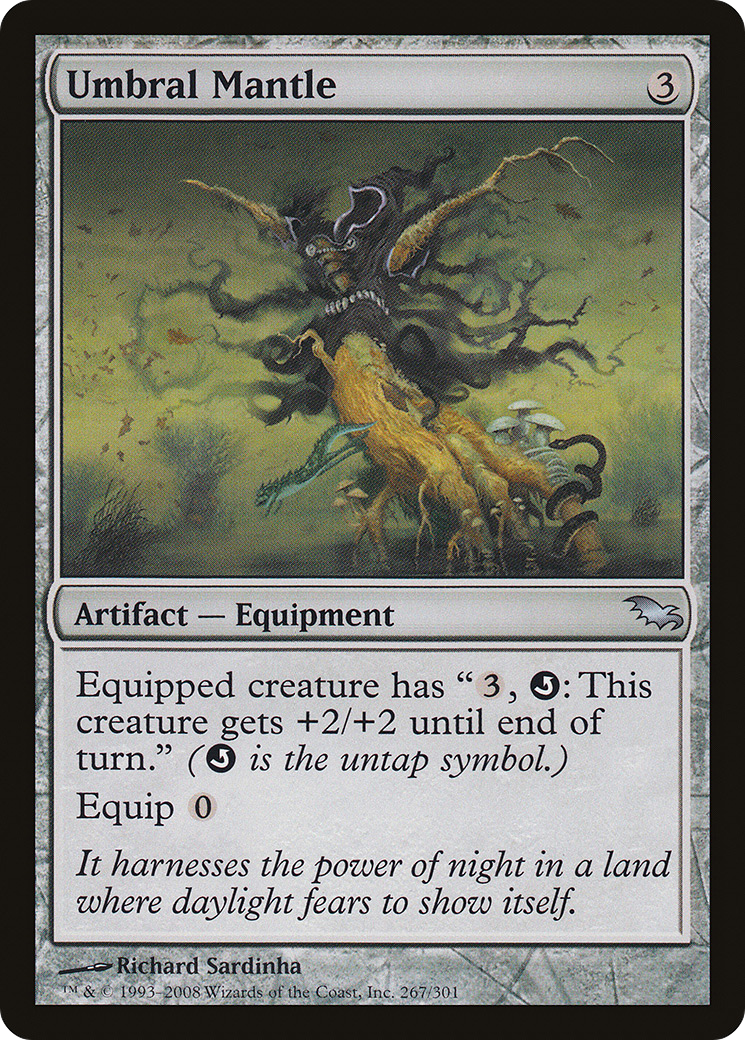 Umbral Mantle 3
Artifact — Equipment
Equipped creature has “3, : This
creature gets +2/+2 until end of
turn.” ( is the untap symbol.)
Equip 0
It harnesses the power of night in a land
where daylight fears to show itself.
Richard Sardinha
™ & © 1993–2008 Wizards of the Coast, Inc. 267/301